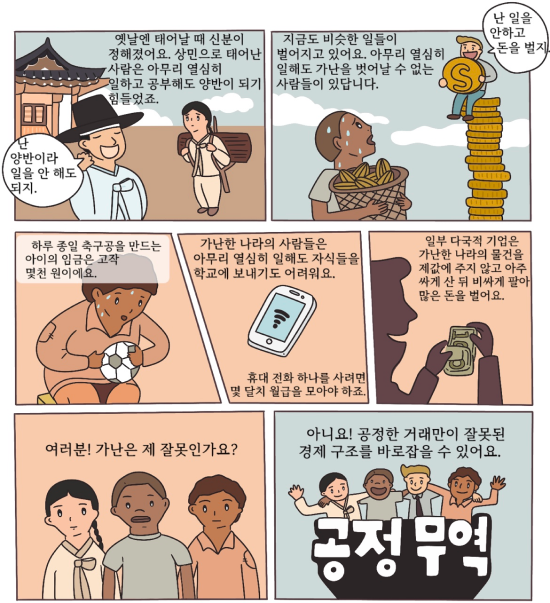 옛날엔 태어날 때 신분이
정해졌어요. 상민으로 태어난
사람은 아무리 열심히
일하고 공부해도 양반이 되기
힘들었죠.
난
양반이라
일을 안 해도
되지.
지금도 비슷한 일들이
벌어지고 있어요. 아무리 열심히
일해도 가난을 벗어날 수 없는
사람들이 있답니다.
난 일을
안하고
돈을 벌지.
하루 종일 축구공을 만드는
아이의 임금은 고작
몇천 원이에요.
가난한 나라의 사람들은
아무리 열심히 일해도 자식들을
학교에 보내기도 어려워요.
휴대 전화 하나를 사려면
몇 달치 월급을 모아야 하죠.
일부 다국적 기업은
가난한 나라의 물건을
제값에 주지 않고 아주
싸게 산 뒤 비싸게 팔아
많은 돈을 벌어요.
여러분! 가난은 제 잘못인가요?
아니요! 공정한 거래만이 잘못된
경제 구조를 바로잡을 수 있어요.
공정 무역